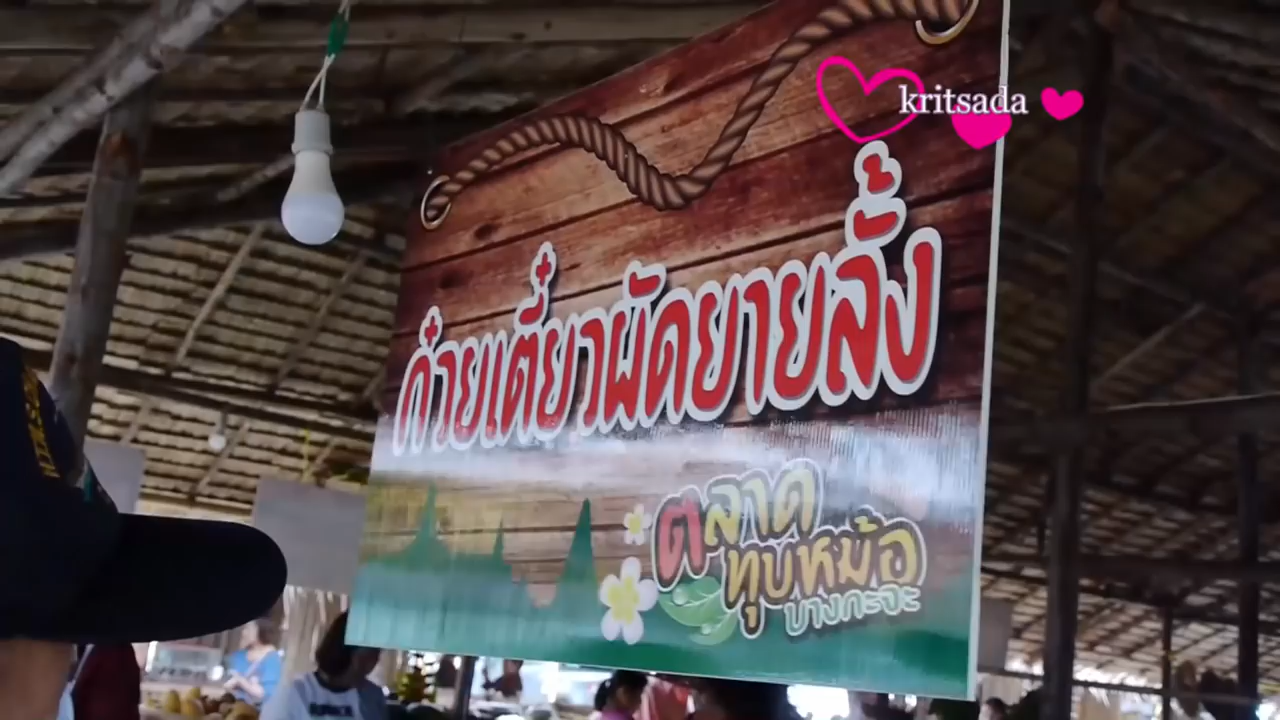 kritsada
ก๋วยเตี๋ยวผัดยายลั้ง
ตลาด
ทุบหม้อ
บางกะจะ